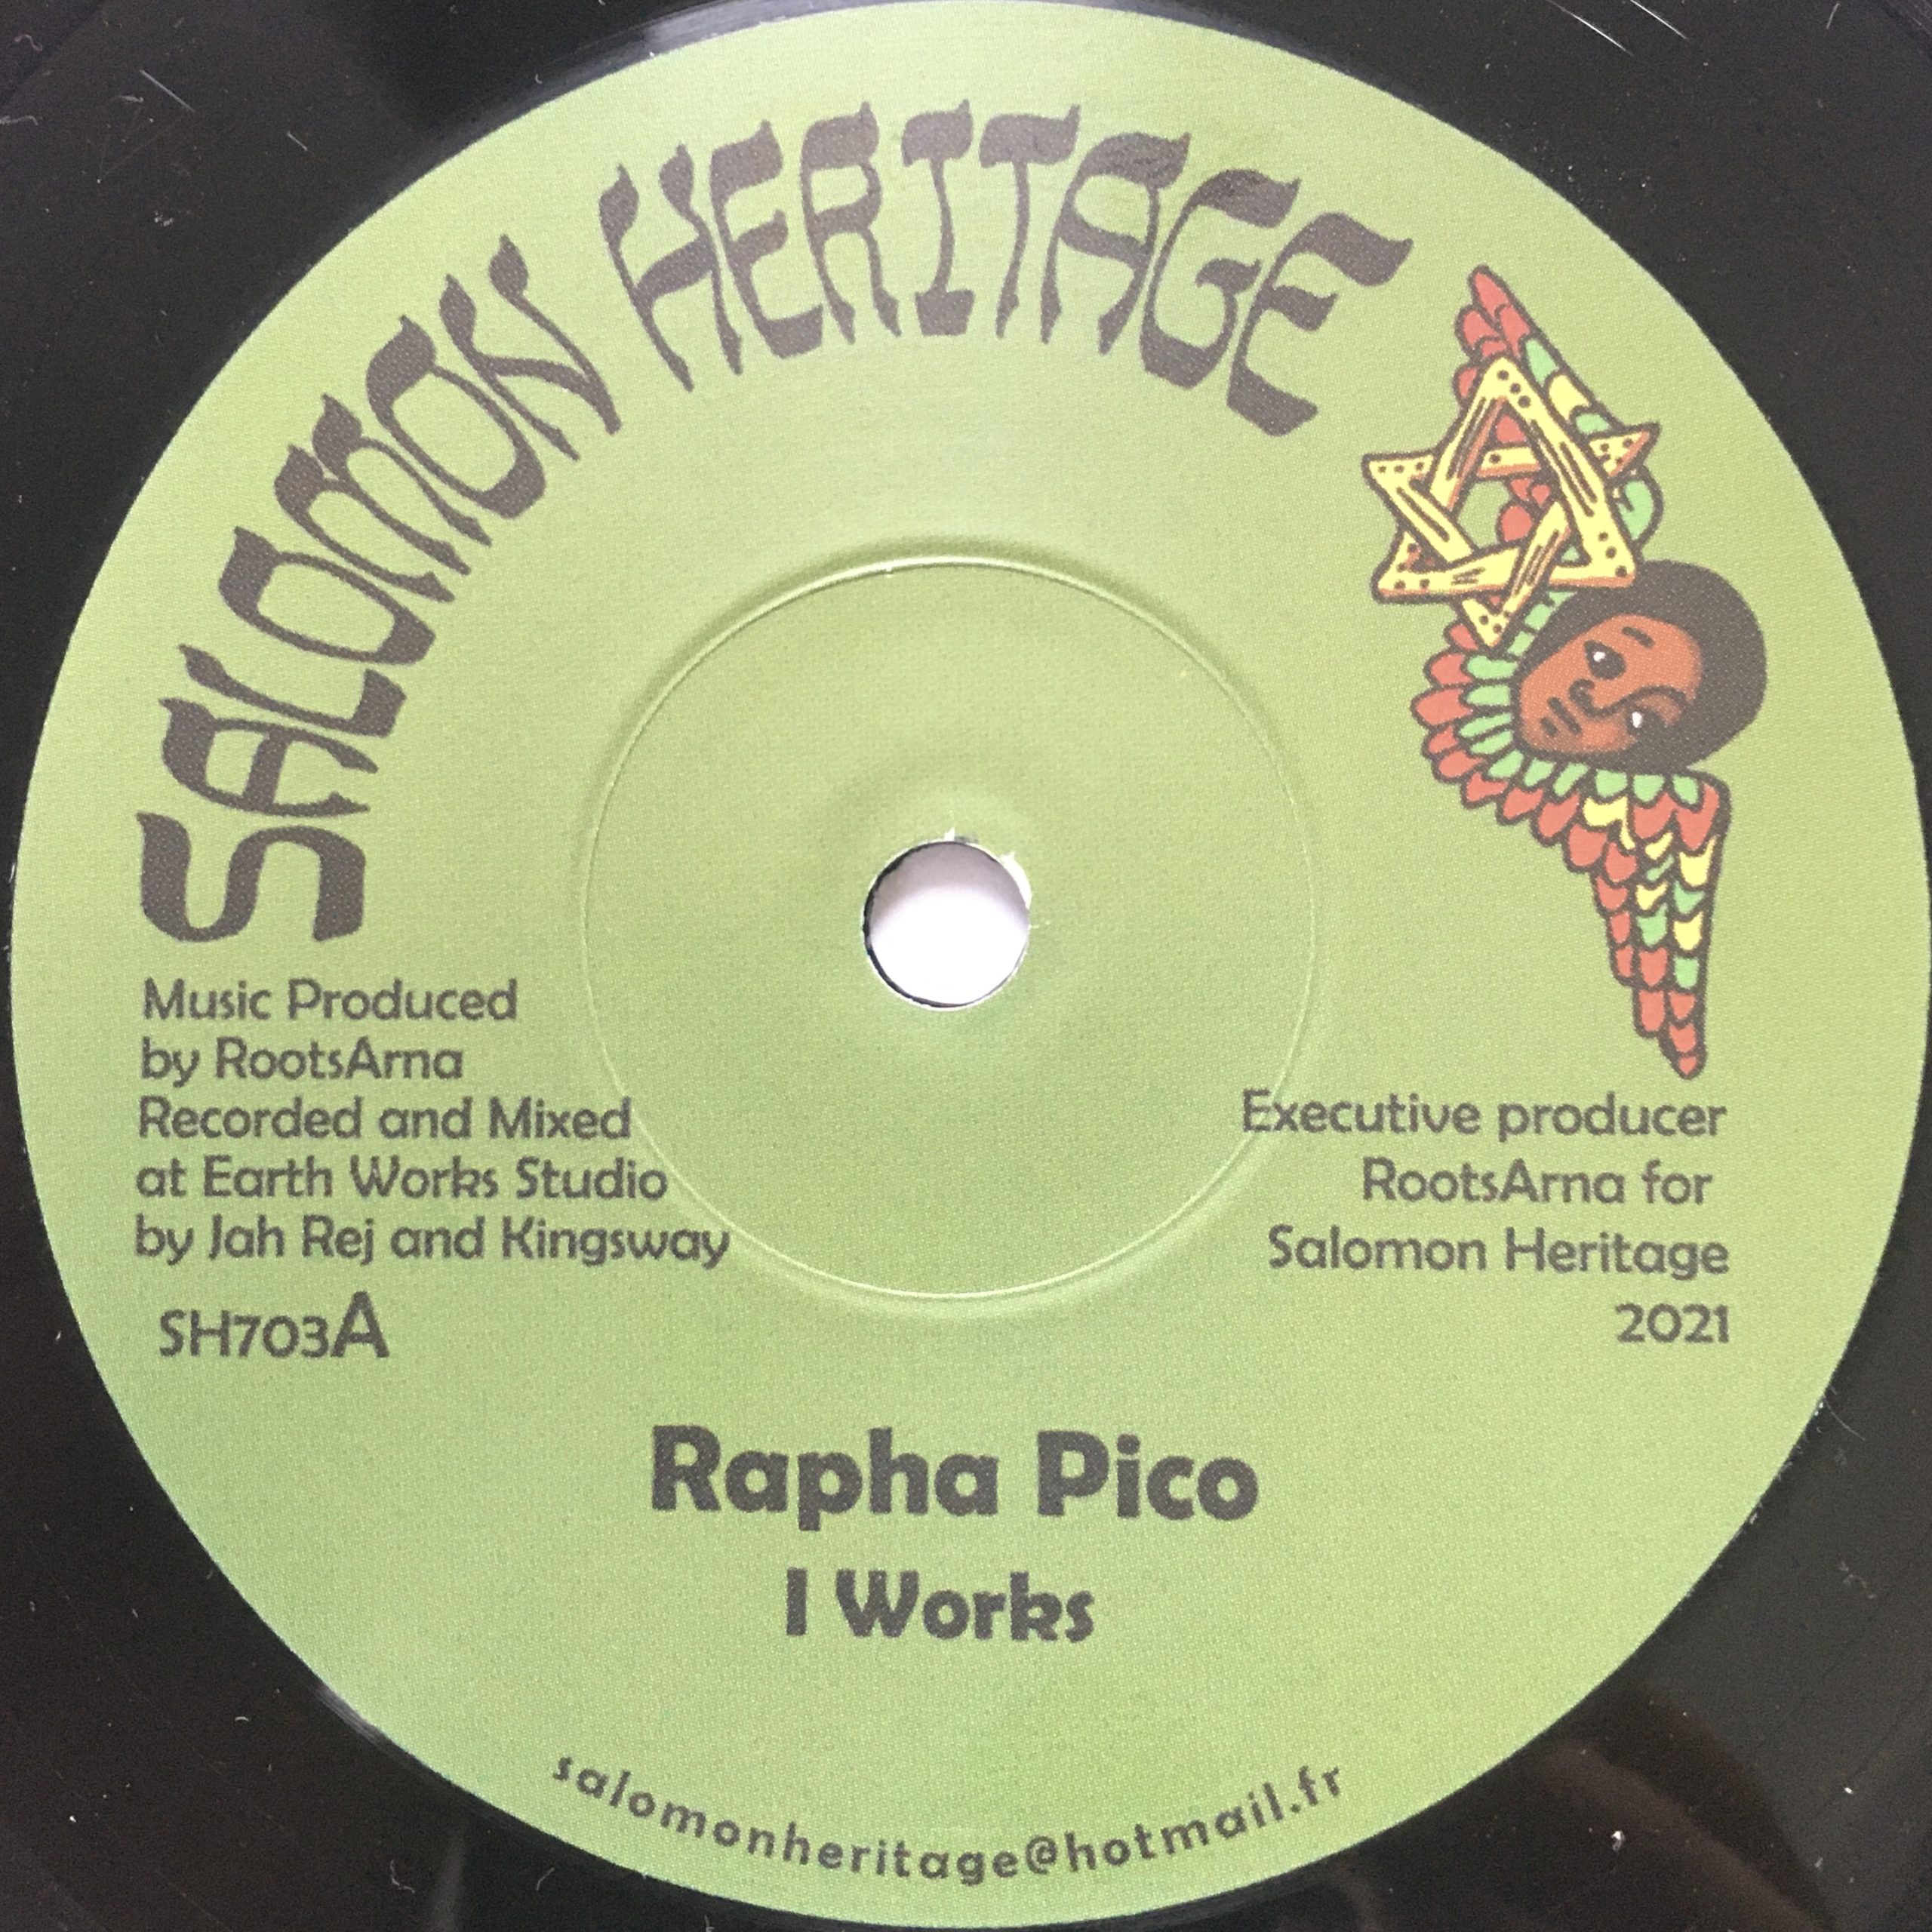 SALOMON HERITAGE
Music Produced
by RootsArna
Recorded and Mixed
at Earth Works Studio
by Jah Rej and Kingsway
SH703A
Executive producer
RootsArna for
Salomon Heritage
2021
Rapha Pico
I Works
salomonheritage@hotmail.fr